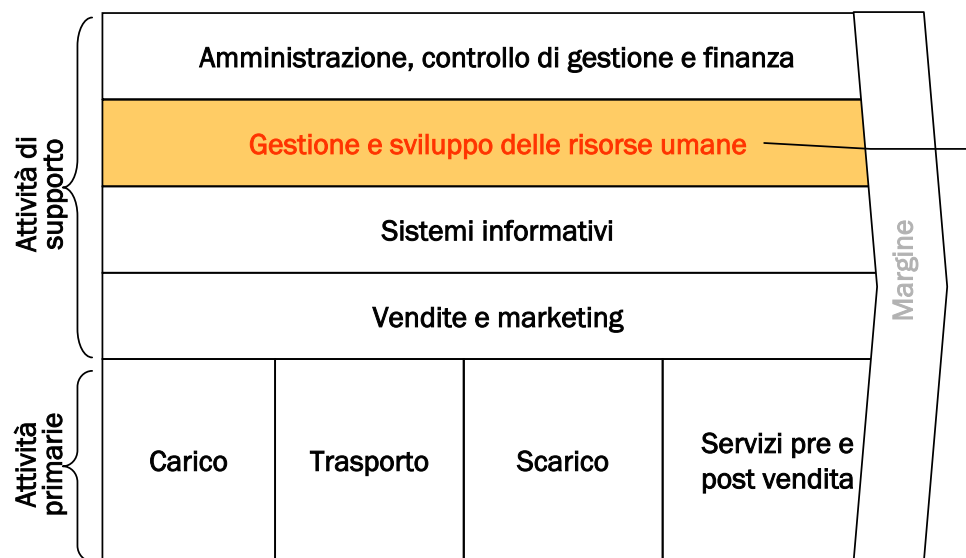 Attività di
supporto
Amministrazione, controllo di gestione e finanza
Gestione e sviluppo delle risorse umane
Sistemi informativi
Vendite e marketing
Margine
Attività
primarie
Carico
Trasporto
Scarico
Servizi pre e
post vendita